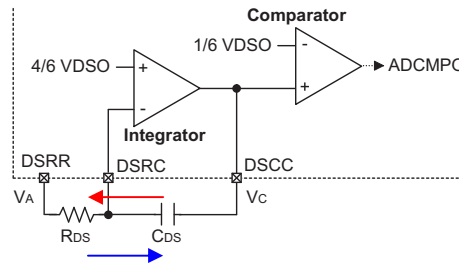 Comparator
1/6 VDSO
-
+
ADCMPO
4/6 VDSO
+
-
Integrator
DSRR
DSRC
DSCC
VA
VC
RDS
CDS